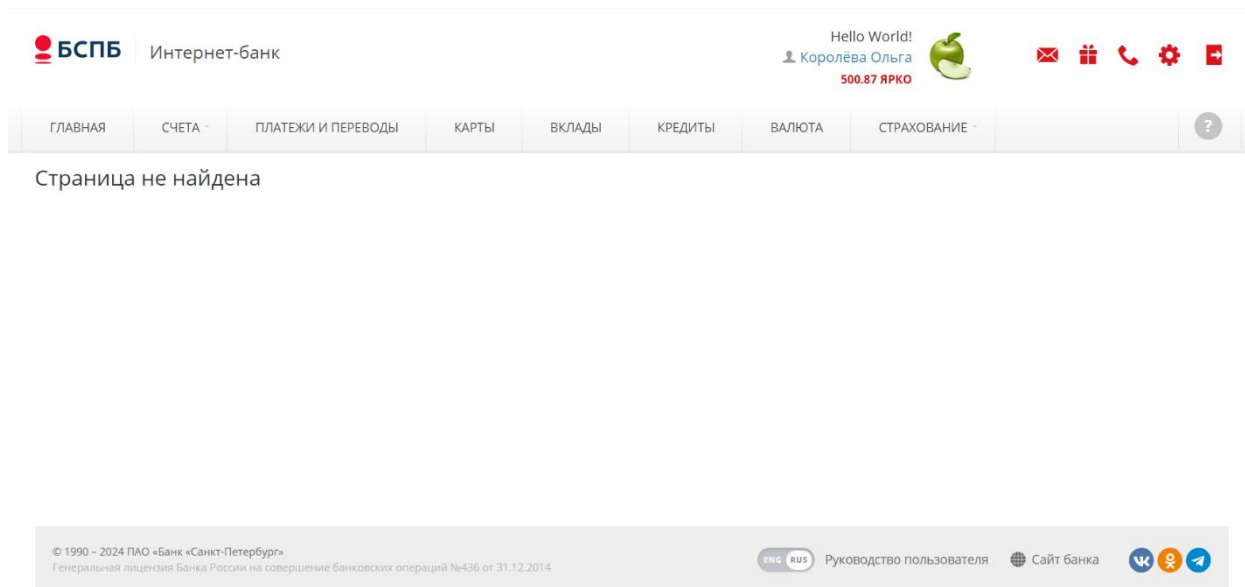 БСПБ Интернет-банк
Hello World!
Королёва Ольга
500.87 ЯРКО
ГЛАВНАЯ СЧЕТА ПЛАТЕЖИ И ПЕРЕВОДЫ КАРТЫ ВКЛАДЫ КРЕДИТЫ ВАЛЮТА СТРАХОВАНИЕ ?
Страница не найдена
© 1990 – 2024 ПАО «Банк «Санкт-Петербург»
Генеральная лицензия Банка России на совершение банковских операций №436 от 31.12.2014
ENG RUS Руководство пользователя Сайт банка